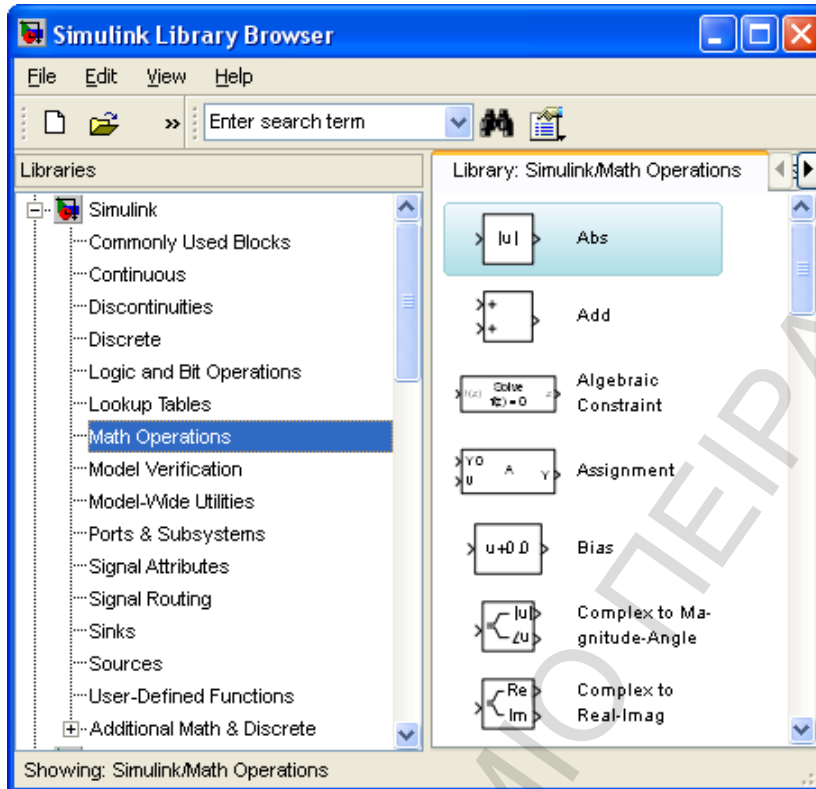 Simulink Library Browser
File Edit View Help
» Enter search term
Libraries
Library: Simulink/Math Operations
Simulink
Commonly Used Blocks
Continuous
Discontinuities
Discrete
Logic and Bit Operations
Lookup Tables
Math Operations
Model Verification
Model-Wide Utilities
Ports & Subsystems
Signal Attributes
Signal Routing
Sinks
Sources
User-Defined Functions
Additional Math & Discrete
|u| Abs
+
+
Add
f(z) Solve
f(z) = 0
z
Algebraic
Constraint
Y0
U
A
Y
Assignment
u+0.0 Bias
|u|
∠u
Complex to Ma-
gnitude-Angle
Re
Im
Complex to
Real-Imag
Showing: Simulink/Math Operations
ΜΙΟ ΠΕΙΡΑ